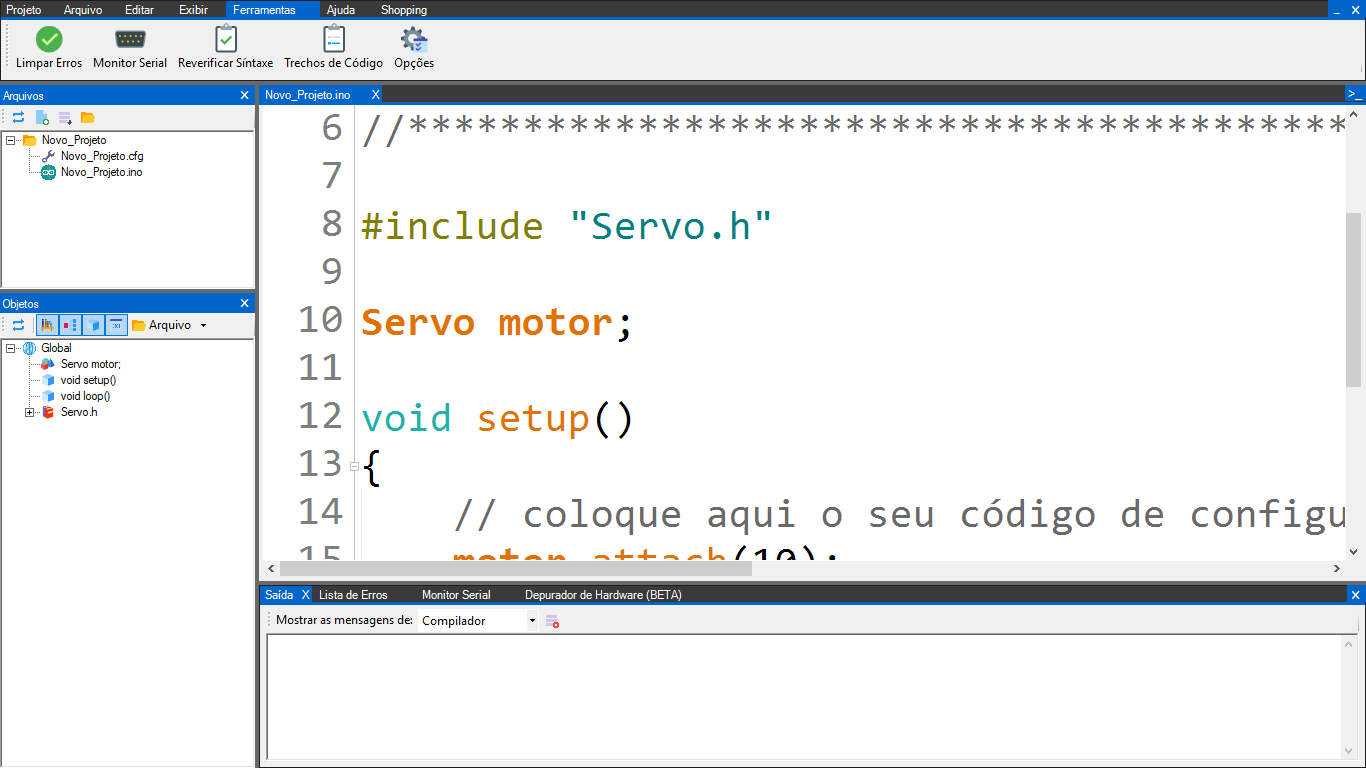 Projeto Arquivo Editar Exibir Ferramentas Ajuda Shopping
Limpar Erros Monitor Serial Reverificar Síntaxe Trechos de Código Opções
Arquivos
Novo_Projeto
Novo_Projeto.cfg
Novo_Projeto.ino
Objetos
Arquivo
Global
Servo motor;
void setup()
void loop()
Servo.h
Novo_Projeto.ino X
6 //*****************************************
7
8 #include "Servo.h"
9
10 Servo motor;
11
12 void setup()
13 {
14 // coloque aqui o seu código de configu
15 motor.attach(10);
Saída X Lista de Erros Monitor Serial Depurador de Hardware (BETA)
Mostrar as mensagens de: Compilador